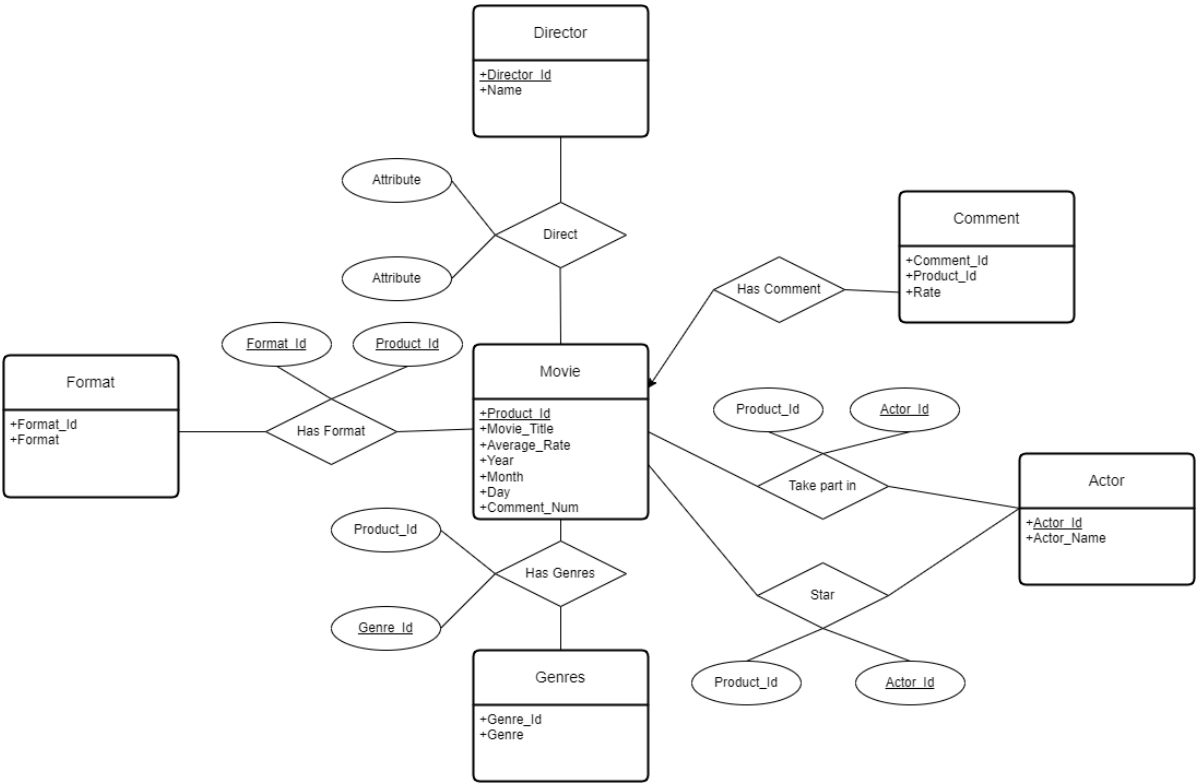 Director
+Director_Id
+Name
Attribute
Direct
Attribute
Comment
+Comment_Id
+Product_Id
+Rate
Has Comment
Format_Id
Product_Id
Format
+Format_Id
+Format
Has Format
Movie
+Product_Id
+Movie_Title
+Average_Rate
+Year
+Month
+Day
+Comment_Num
Product_Id
Actor_Id
Take part in
Actor
+Actor_Id
+Actor_Name
Product_Id
Has Genres
Genre_Id
Star
Product_Id
Actor_Id
Genres
+Genre_Id
+Genre